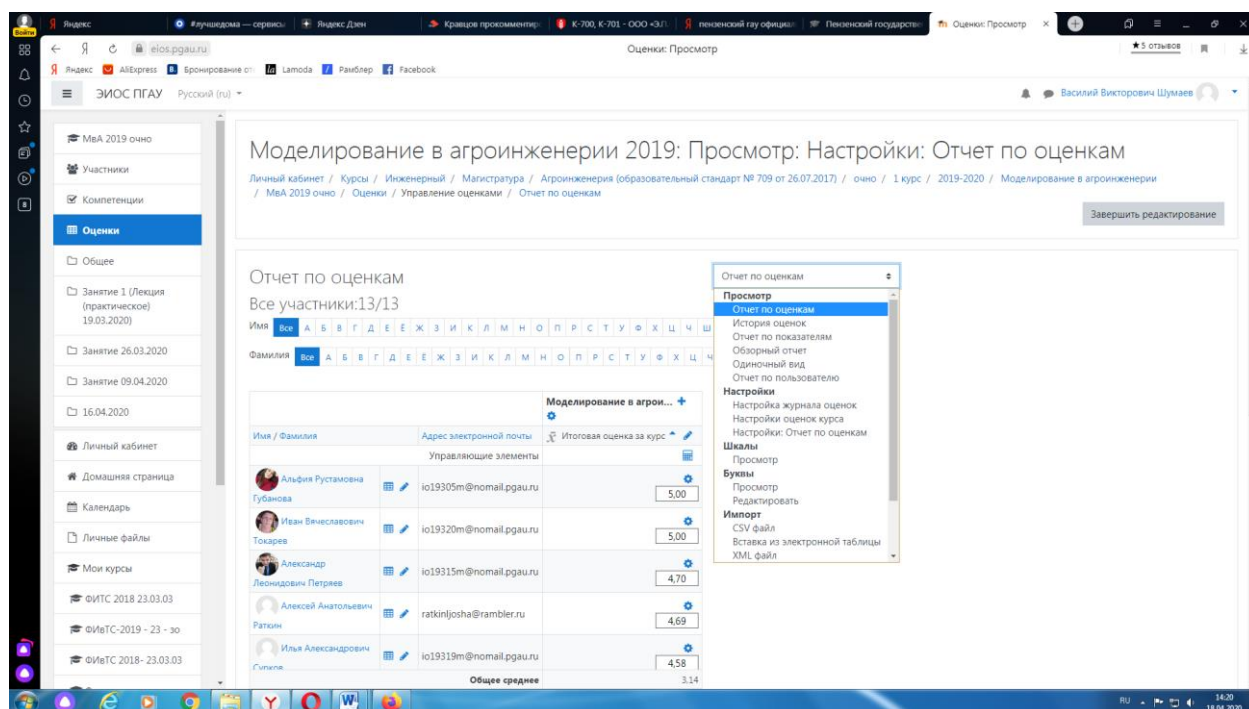 Яндекс
#лучшедома — сервисы
Яндекс.Дзен
Кравцов прокомментир
К-700, К-701 - ООО «З.Г.
пензенский гау официал
Пензенский государстве
Оценки: Просмотр
Войти
eios.pgau.ru
Оценки: Просмотр
★5 отзывов
Яндекс
AliExpress
Бронирование от
Lamoda
Рамблер
Facebook
ЭИОС ПГАУ Русский (ru)
Василий Викторович Шумаев
МвА 2019 очно
Участники
Компетенции
Оценки
Общее
Занятие 1 (Лекция
(практическое)
19.03.2020)
Занятие 26.03.2020
Занятие 09.04.2020
16.04.2020
Личный кабинет
Домашняя страница
Календарь
Личные файлы
Мои курсы
ФИТС 2018 23.03.03
ФИвТС-2019 - 23 - зо
ФИвТС 2018- 23.03.03
Моделирование в агроинженерии 2019: Просмотр: Настройки: Отчет по оценкам
Личный кабинет / Курсы / Инженерный / Магистратура / Агроинженерия (образовательный стандарт № 709 от 26.07.2017) / очно / 1 курс / 2019-2020 / Моделирование в агроинженерии
/ МвА 2019 очно / Оценки / Управление оценками / Отчет по оценкам
Завершить редактирование
Отчет по оценкам
Все участники:13/13
Имя Все А Б В Г Д Е Ё Ж З И К Л М Н О П Р С Т У Ф Х Ц Ч Ш
Фамилия Все А Б В Г Д Е Ё Ж З И К Л М Н О П Р С Т У Ф Х Ц Ч
Моделирование в агрои...
Имя / Фамилия Адрес электронной почты Итоговая оценка за курс
Управляющие элементы
Альфия Рустамовна
Губанова
io19305m@nomail.pgau.ru
5,00
Иван Вячеславович
Токарев
io19320m@nomail.pgau.ru
5,00
Александр
Леонидович Петряев
io19315m@nomail.pgau.ru
4,70
Алексей Анатольевич
Раткин
ratkinljosha@rambler.ru
4,69
Илья Александрович
Сурков
io19319m@nomail.pgau.ru
4,58
Общее среднее 3.14
Отчет по оценкам
Просмотр
Отчет по оценкам
История оценок
Отчет по показателям
Обзорный отчет
Одиночный вид
Отчет по пользователю
Настройки
Настройка журнала оценок
Настройки оценок курса
Настройки: Отчет по оценкам
Шкалы
Просмотр
Буквы
Просмотр
Редактировать
Импорт
CSV файл
Вставка из электронной таблицы
XML файл
RU
14:20
18.04.2020